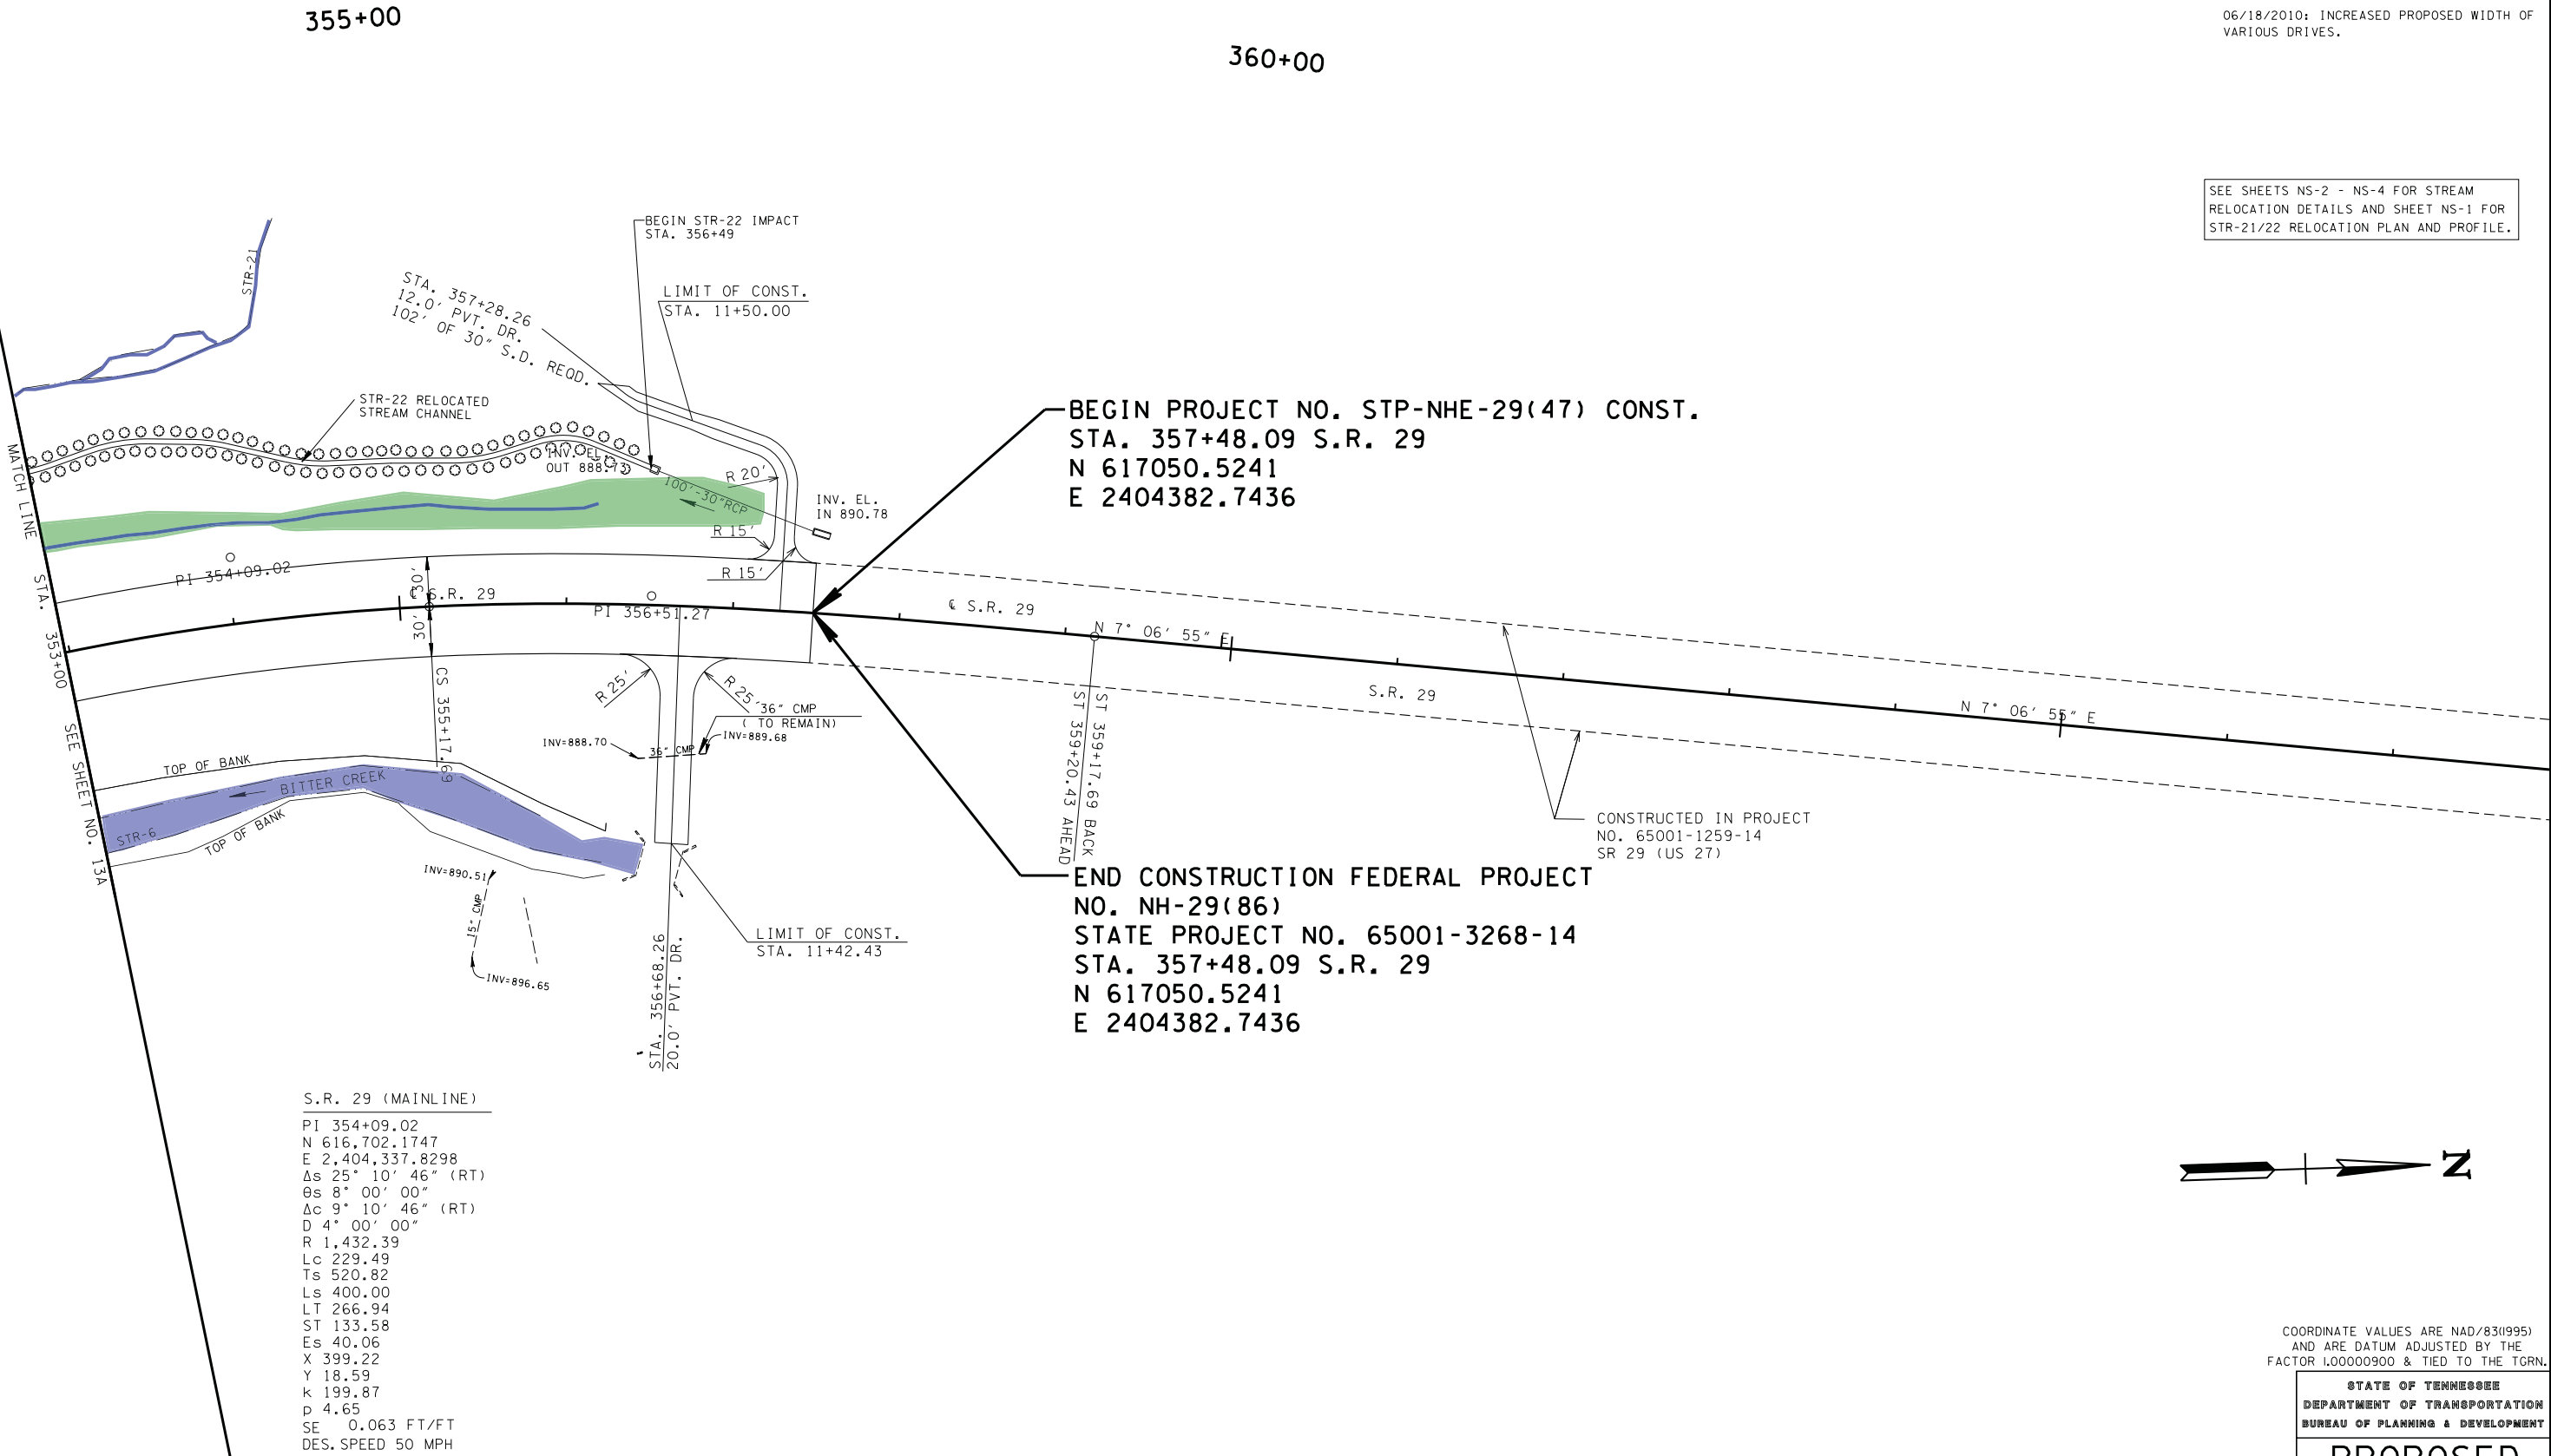 355+00
360+00
06/18/2010: INCREASED PROPOSED WIDTH OF
VARIOUS DRIVES.
SEE SHEETS NS-2 - NS-4 FOR STREAM
RELOCATION DETAILS AND SHEET NS-1 FOR
STR-21/22 RELOCATION PLAN AND PROFILE.
BEGIN STR-22 IMPACT
STA. 356+49
STR-21
LIMIT OF CONST.
STA. 11+50.00
STA. 357+28.26
12.0' PVT. DR.
102' OF 30" S.D. REQD.
STR-22 RELOCATED
STREAM CHANNEL
INV. EL.
OUT 888.73
R 20'
100'-30"RCP
INV. EL.
IN 890.78
R 15'
R 15'
BEGIN PROJECT NO. STP-NHE-29(47) CONST.
STA. 357+48.09 S.R. 29
N 617050.5241
E 2404382.7436
MATCH LINE STA. 353+00 SEE SHEET NO. 13A
PI 354+09.02
30'
30'
℄ S.R. 29
PI 356+51.27
℄ S.R. 29
N 7° 06' 55" E
S.R. 29
N 7° 06' 55" E
CS 355+17.69
R 25'
R 25'
36" CMP
( TO REMAIN)
INV=889.68
INV=888.70
36" CMP
ST 359+17.69 BACK
ST 359+20.43 AHEAD
TOP OF BANK
BITTER CREEK
STR-6
TOP OF BANK
CONSTRUCTED IN PROJECT
NO. 65001-1259-14
SR 29 (US 27)
INV=890.51
15" CMP
INV=896.65
LIMIT OF CONST.
STA. 11+42.43
STA. 356+68.26
20.0' PVT. DR.
END CONSTRUCTION FEDERAL PROJECT
NO. NH-29(86)
STATE PROJECT NO. 65001-3268-14
STA. 357+48.09 S.R. 29
N 617050.5241
E 2404382.7436
S.R. 29 (MAINLINE)
PI 354+09.02
N 616,702.1747
E 2,404,337.8298
Δs 25° 10' 46" (RT)
θs 8° 00' 00"
Δc 9° 10' 46" (RT)
D 4° 00' 00"
R 1,432.39
Lc 229.49
Ts 520.82
Ls 400.00
LT 266.94
ST 133.58
Es 40.06
X 399.22
Y 18.59
k 199.87
p 4.65
SE 0.063 FT/FT
DES. SPEED 50 MPH
N
COORDINATE VALUES ARE NAD/83(1995)
AND ARE DATUM ADJUSTED BY THE
FACTOR 1.00000900 & TIED TO THE TGRN.
STATE OF TENNESSEE
DEPARTMENT OF TRANSPORTATION
BUREAU OF PLANNING & DEVELOPMENT
PROPOSED